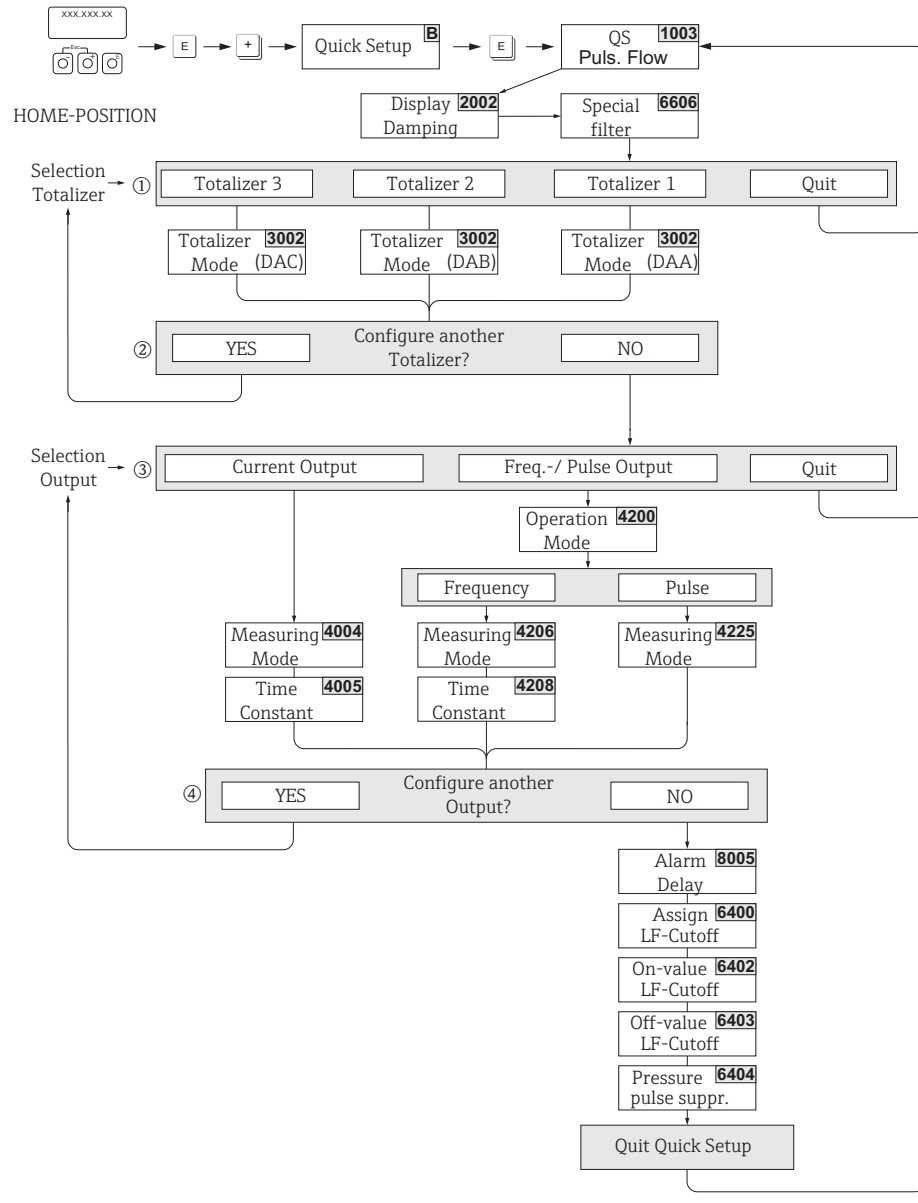 xxx.xxx.xx
Esc
- + E
E
+
Quick Setup B
E
QS 1003
Puls. Flow
HOME-POSITION
Display 2002
Damping
Special 6606
filter
Selection
Totalizer
① Totalizer 3 Totalizer 2 Totalizer 1 Quit
Totalizer 3002
Mode (DAC)
Totalizer 3002
Mode (DAB)
Totalizer 3002
Mode (DAA)
② YES
Configure another
Totalizer?
NO
Selection
Output
③ Current Output Freq.-/ Pulse Output Quit
Operation 4200
Mode
Frequency Pulse
Measuring 4004
Mode
Measuring 4206
Mode
Measuring 4225
Mode
Time 4005
Constant
Time 4208
Constant
④ YES
Configure another
Output?
NO
Alarm 8005
Delay
Assign 6400
LF-Cutoff
On-value 6402
LF-Cutoff
Off-value 6403
LF-Cutoff
Pressure 6404
pulse suppr.
Quit Quick Setup